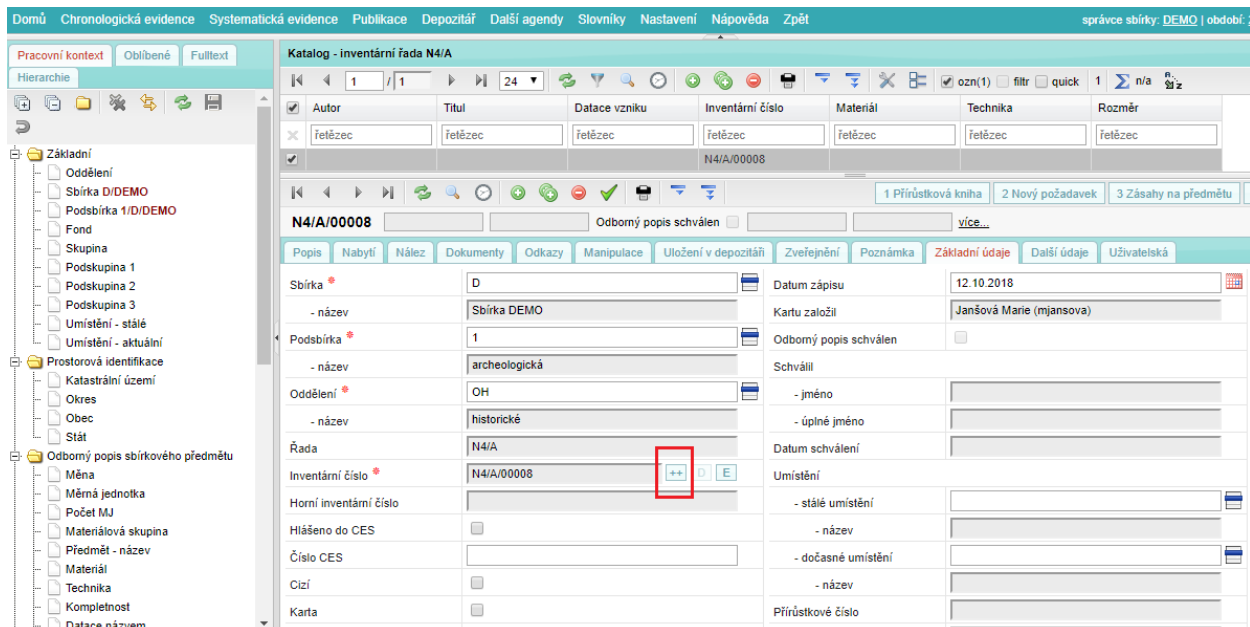 Domů Chronologická evidence Systematická evidence Publikace Depozitář Další agendy Slovníky Nastavení Nápověda Zpět správce sbírky: DEMO | období:
Pracovní kontext Oblíbené Fulltext
Hierarchie
Základní
Oddělení
Sbírka D/DEMO
Podsbírka 1/D/DEMO
Fond
Skupina
Podskupina 1
Podskupina 2
Podskupina 3
Umístění - stálé
Umístění - aktuální
Prostorová identifikace
Katastrální území
Okres
Obec
Stát
Odborný popis sbírkového předmětu
Měna
Měrná jednotka
Počet MJ
Materiálová skupina
Předmět - název
Materiál
Technika
Kompletnost
Datace názvem
Katalog - inventární řada N4/A
1 / 1 24 ozn(1) filtr quick 1 n/a
Autor Titul Datace vzniku Inventární číslo Materiál Technika Rozměr
řetězec řetězec řetězec řetězec řetězec řetězec řetězec
N4/A/00008
1 Přírůstková kniha 2 Nový požadavek 3 Zásahy na předmětu
N4/A/00008 Odborný popis schválen více...
Popis Nabytí Nález Dokumenty Odkazy Manipulace Uložení v depozitáři Zveřejnění Poznámka Základní údaje Další údaje Uživatelská
Sbírka * D
- název Sbírka DEMO
Podsbírka * 1
- název archeologická
Oddělení * OH
- název historické
Řada N4/A
Inventární číslo * N4/A/00008 ++ D E
Horní inventární číslo
Hlášeno do CES
Číslo CES
Cizí
Karta
Datum zápisu 12.10.2018
Kartu založil Janšová Marie (mjansova)
Odborný popis schválen
Schválil
- jméno
- úplné jméno
Datum schválení
Umístění
- stálé umístění
- název
- dočasné umístění
- název
Přírůstkové číslo